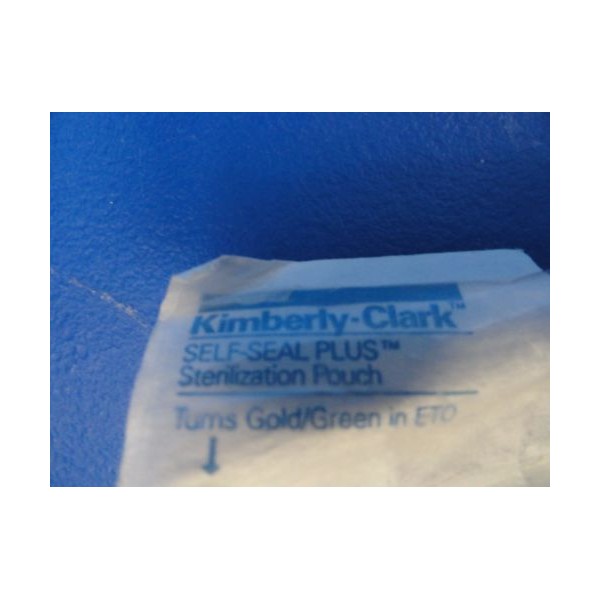 Kimberly-Clark™
SELF-SEAL PLUS™
Sterilization Pouch
Turns Gold/Green in ETO